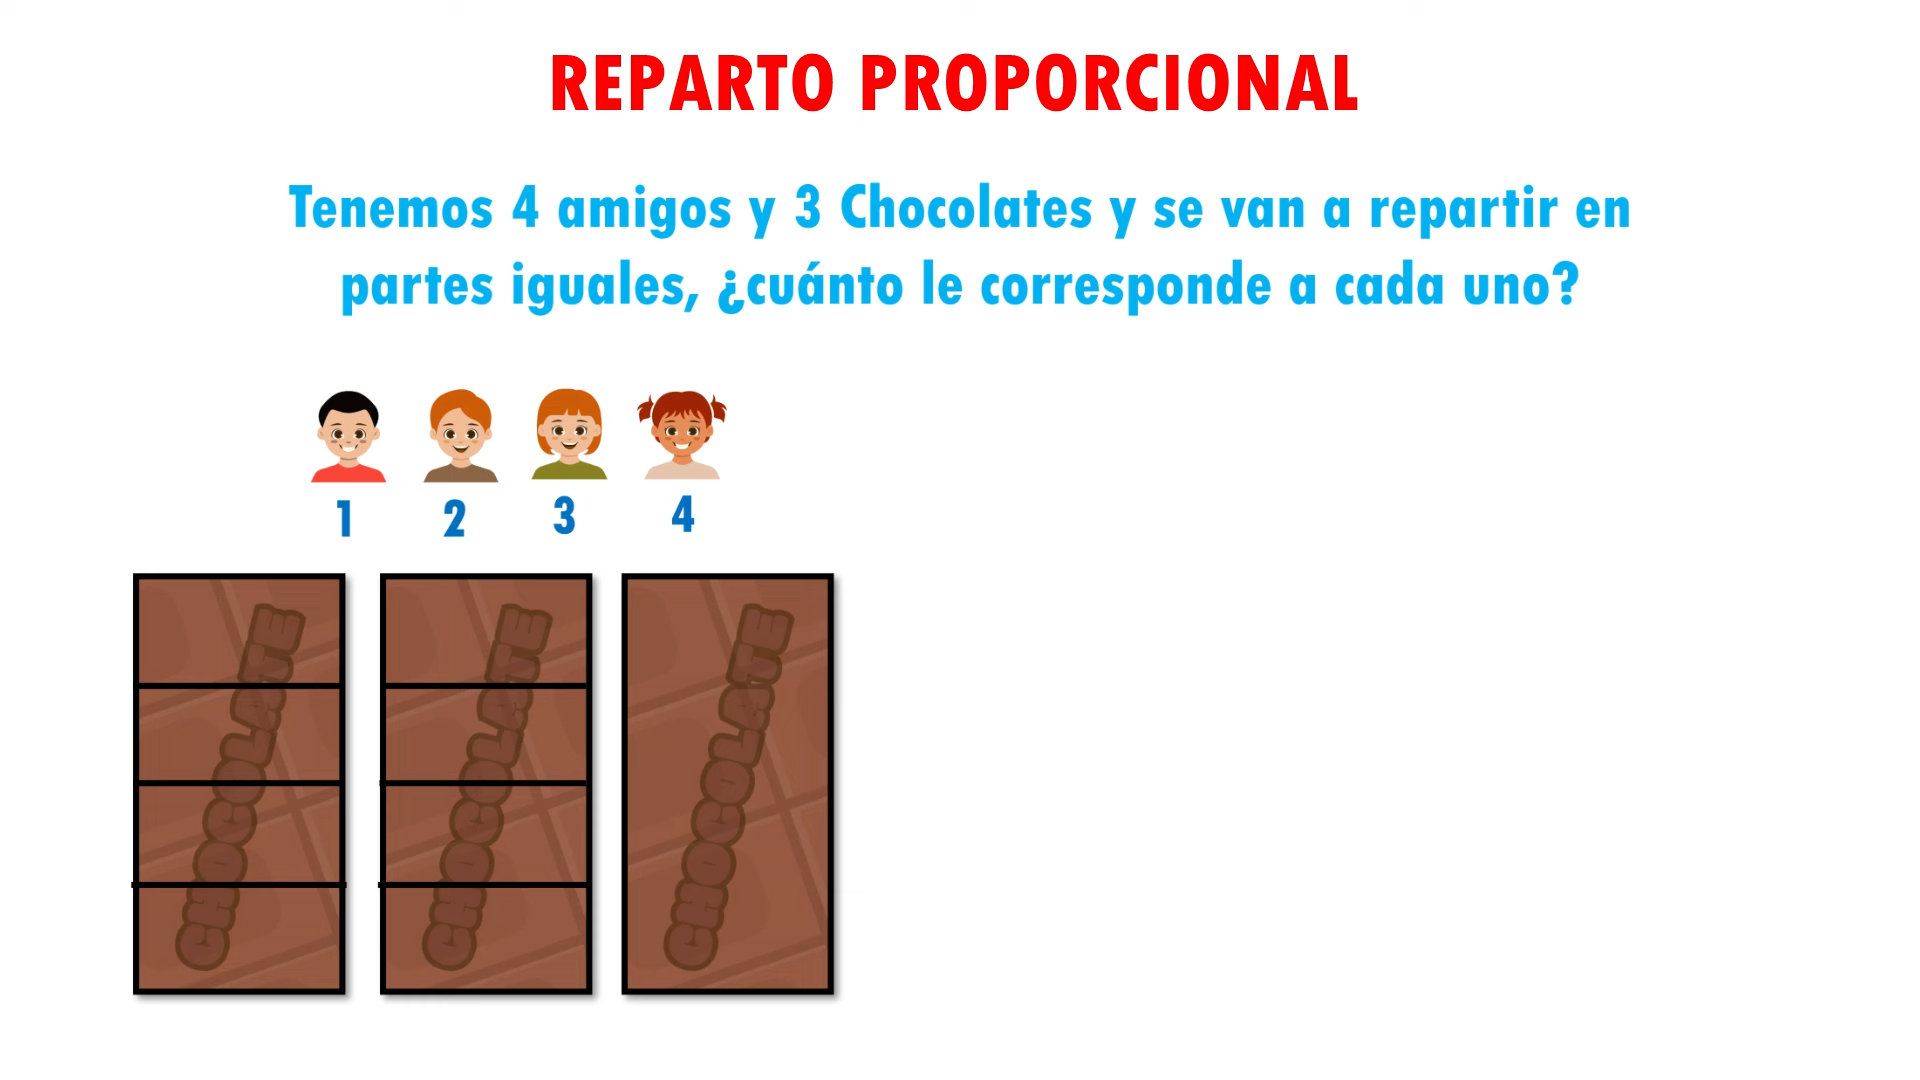 REPARTO PROPORCIONAL
Tenemos 4 amigos y 3 Chocolates y se van a repartir en
partes iguales, ¿cuánto le corresponde a cada uno?
1 2 3 4
CHOCOLATE CHOCOLATE CHOCOLATE